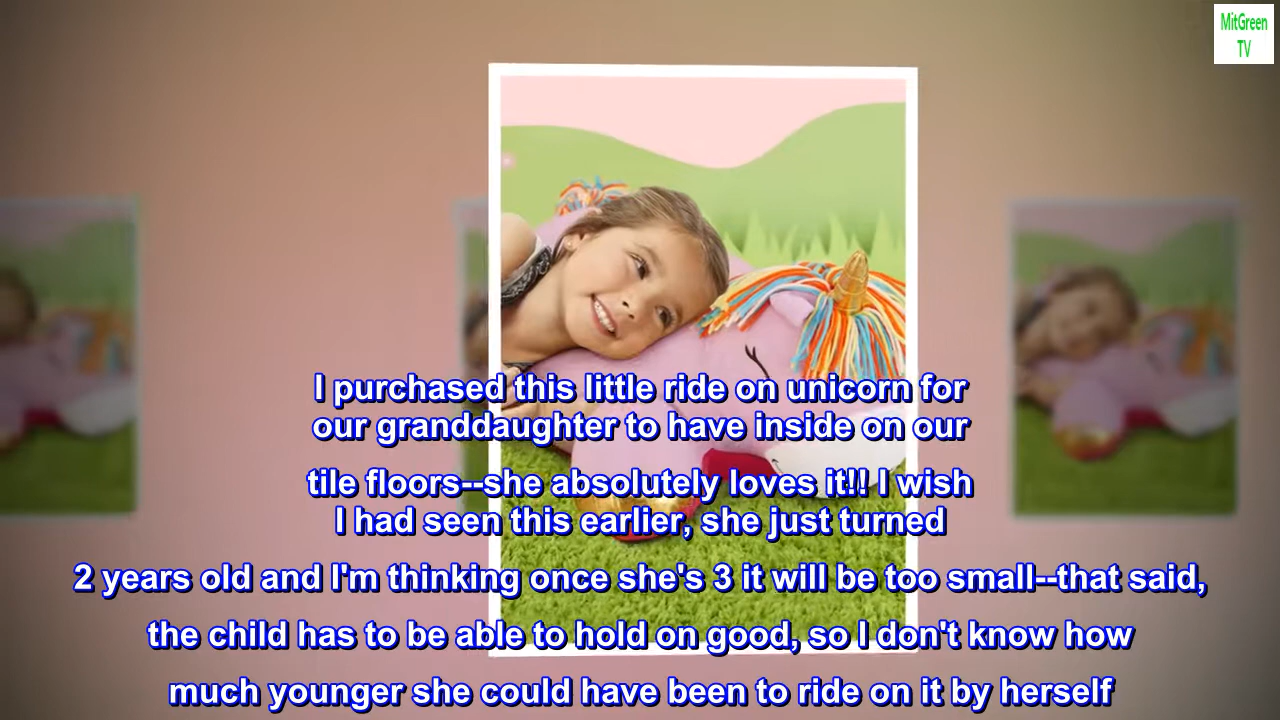 MitGreen
TV
I purchased this little ride on unicorn for
our granddaughter to have inside on our
tile floors--she absolutely loves it!! I wish
I had seen this earlier, she just turned
2 years old and I'm thinking once she's 3 it will be too small--that said,
the child has to be able to hold on good, so I don't know how
much younger she could have been to ride on it by herself